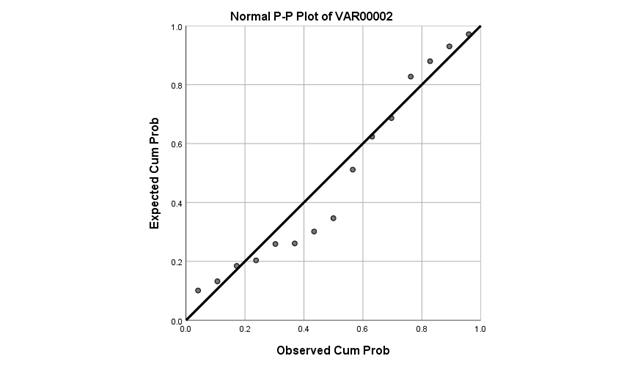 Normal P-P Plot of VAR00002
Expected Cum Prob
1.0
0.8
0.6
0.4
0.2
0.0
0.0 0.2 0.4 0.6 0.8 1.0
Observed Cum Prob